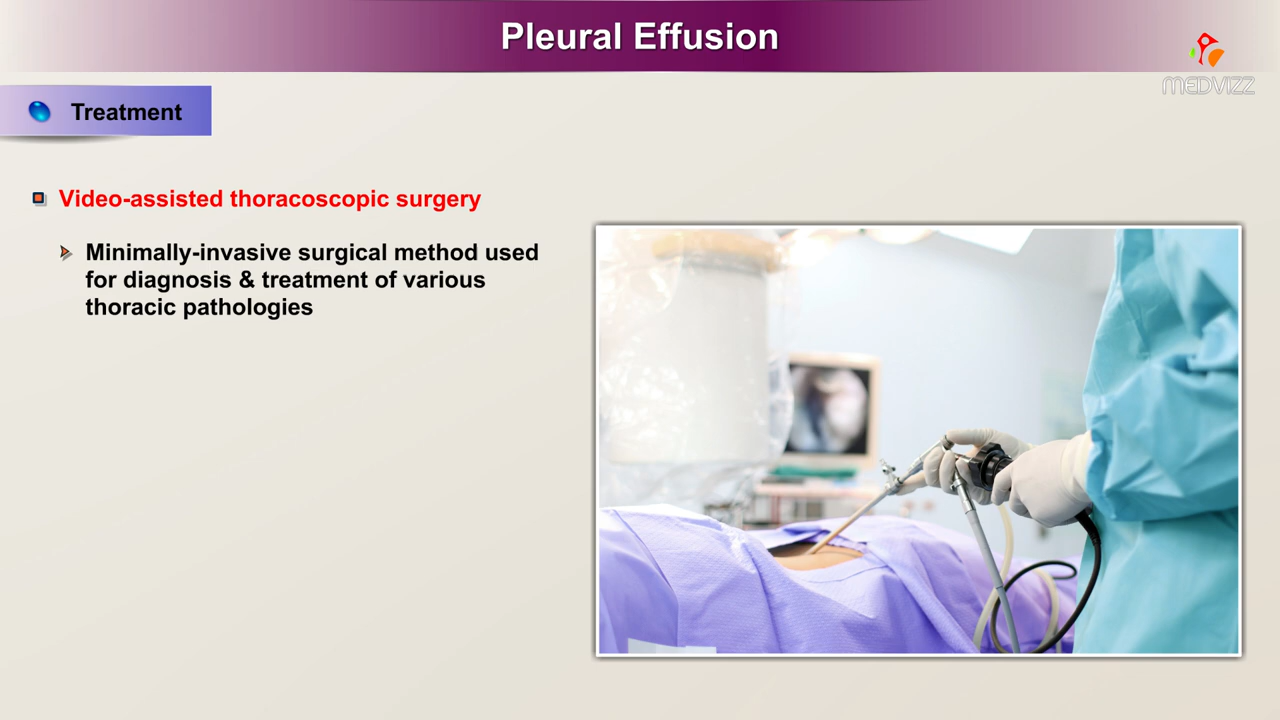 Pleural Effusion
MEDVIZZ
Treatment
Video-assisted thoracoscopic surgery
Minimally-invasive surgical method used
for diagnosis & treatment of various
thoracic pathologies